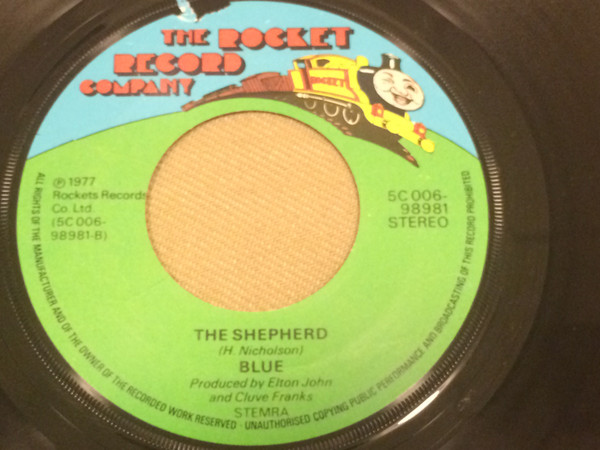 THE ROCKET
RECORD
COMPANY
ROCKET
℗ 1977
Rockets Records
Co. Ltd.
(5C 006-
98981-B)
5C 006-
98981
STEREO
THE SHEPHERD
(H. Nicholson)
BLUE
Produced by Elton John
and Cluve Franks
STEMRA
ALL RIGHTS OF THE MANUFACTURER AND OF THE OWNER OF THE RECORDED WORK RESERVED - UNAUTHORISED COPYING PUBLIC PERFORMANCE AND BROADCASTING OF THIS RECORD PROHIBITED.